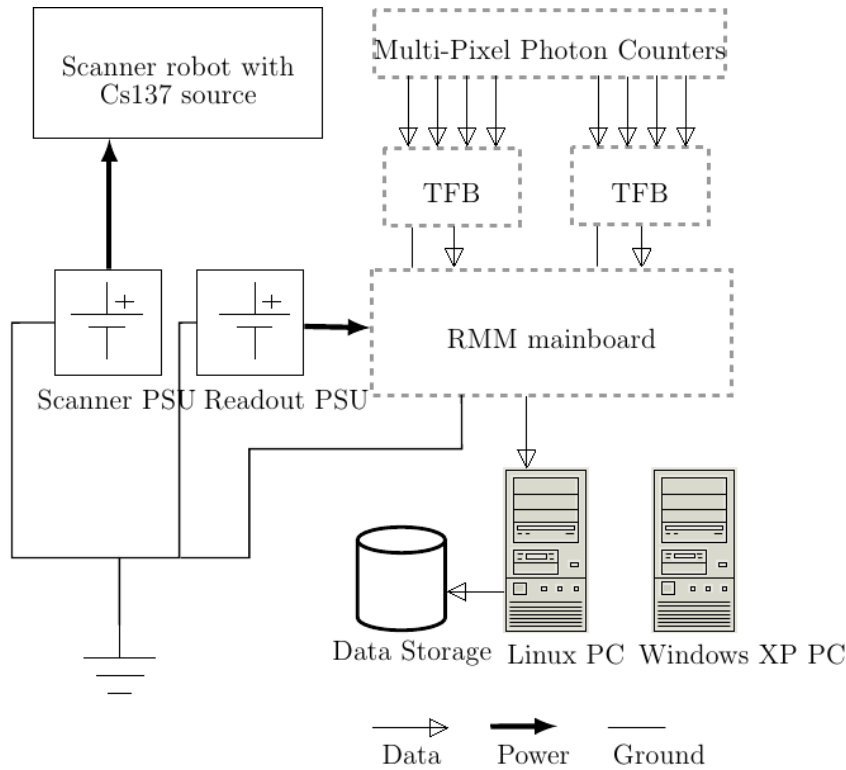 Scanner robot with
Cs137 source
Multi-Pixel Photon Counters
TFB
TFB
+
+
RMM mainboard
Scanner PSU
Readout PSU
Data Storage
Linux PC
Windows XP PC
Data
Power
Ground